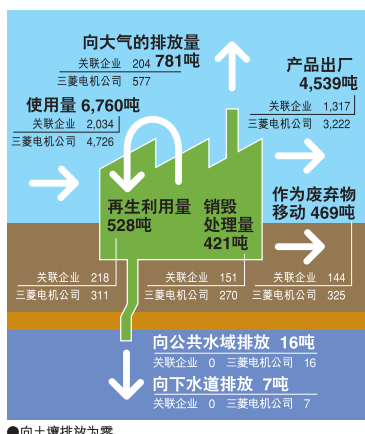 向大气的排放量
781吨
关联企业 204
三菱电机公司 577
产品出厂
4,539吨
关联企业 1,317
三菱电机公司 3,222
使用量 6,760吨
关联企业 2,034
三菱电机公司 4,726
再生利用量
528吨
销毁
处理量
421吨
作为废弃物
移动 469吨
关联企业 218
三菱电机公司 311
关联企业 151
三菱电机公司 270
关联企业 144
三菱电机公司 325
向公共水域排放 16吨
关联企业 0 三菱电机公司 16
向下水道排放 7吨
关联企业 0 三菱电机公司 7
●向土壤排放为零